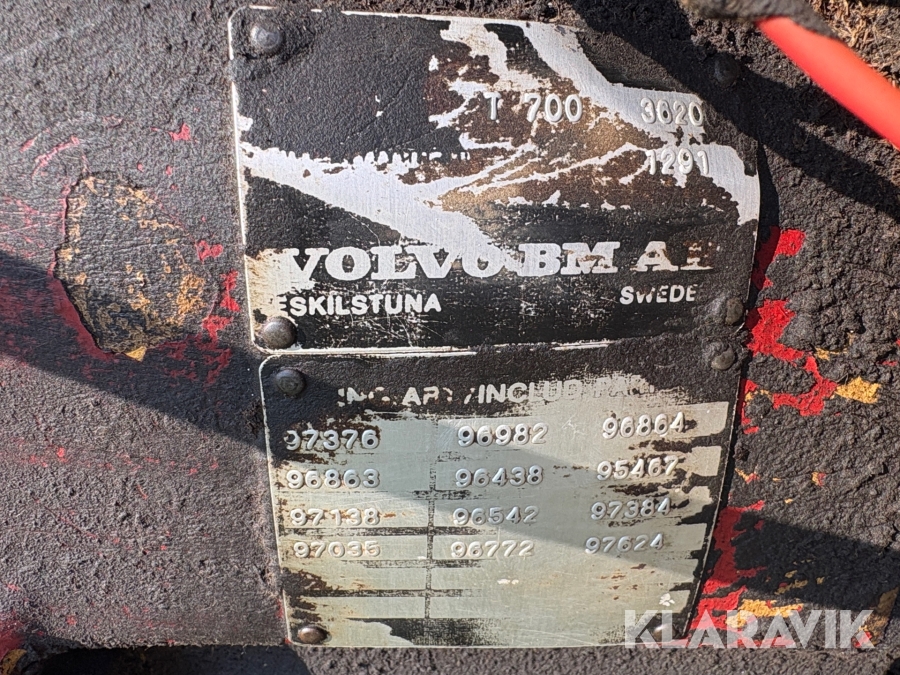 T 700 3620
1291
VOLVO BM A
ESKILSTUNA SWEDE
97376 96982 96864
96863 96438 95467
97138 96542 97384
97035 96772 97624
KLARAVIK